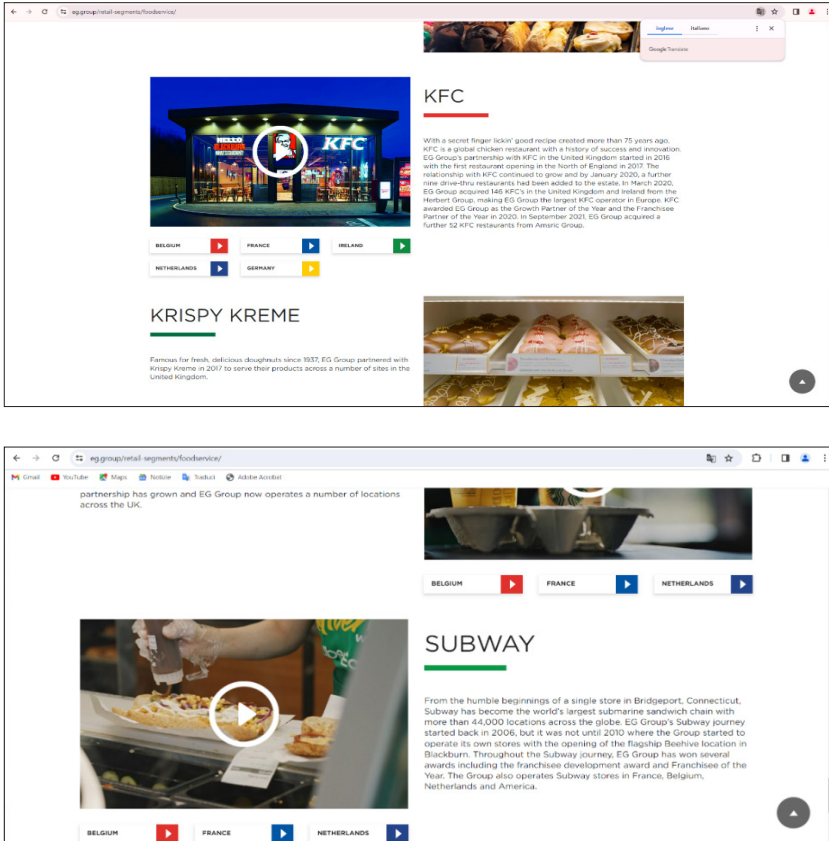 eg.group/retail-segments/foodservice/
Inglese Italiano
Google Translate
KFC
KFC
With a secret finger lickin' good recipe created more than 75 years ago,
KFC is a global chicken restaurant with a history of success and innovation.
EG Group's partnership with KFC in the United Kingdom started in 2016
with the first restaurant opening in the North of England in 2017. The
relationship with KFC continued to grow and by January 2020, a further
nine drive-thru restaurants had been added to the estate. In March 2020,
EG Group acquired 146 KFC's in the United Kingdom and Ireland from the
Herbert Group, making EG Group the largest KFC operator in Europe. KFC
awarded EG Group as the Growth Partner of the Year and the Franchisee
Partner of the Year in 2020. In September 2021, EG Group acquired a
further 52 KFC restaurants from Amsric Group.
BELGIUM FRANCE IRELAND
NETHERLANDS GERMANY
KRISPY KREME
Famous for fresh, delicious doughnuts since 1937, EG Group partnered with
Krispy Kreme in 2017 to serve their products across a number of sites in the
United Kingdom.
eg.group/retail-segments/foodservice/
Gmail YouTube Maps Notizie Traduci Adobe Acrobat
partnership has grown and EG Group now operates a number of locations
across the UK.
BELGIUM FRANCE NETHERLANDS
SUBWAY
From the humble beginnings of a single store in Bridgeport, Connecticut,
Subway has become the world's largest submarine sandwich chain with
more than 44,000 locations across the globe. EG Group's Subway journey
started back in 2006, but it was not until 2010 where the Group started to
operate its own stores with the opening of the flagship Beehive location in
Blackburn. Throughout the Subway journey, EG Group has won several
awards including the franchisee development award and Franchisee of the
Year. The Group also operates Subway stores in France, Belgium,
Netherlands and America.
BELGIUM FRANCE NETHERLANDS